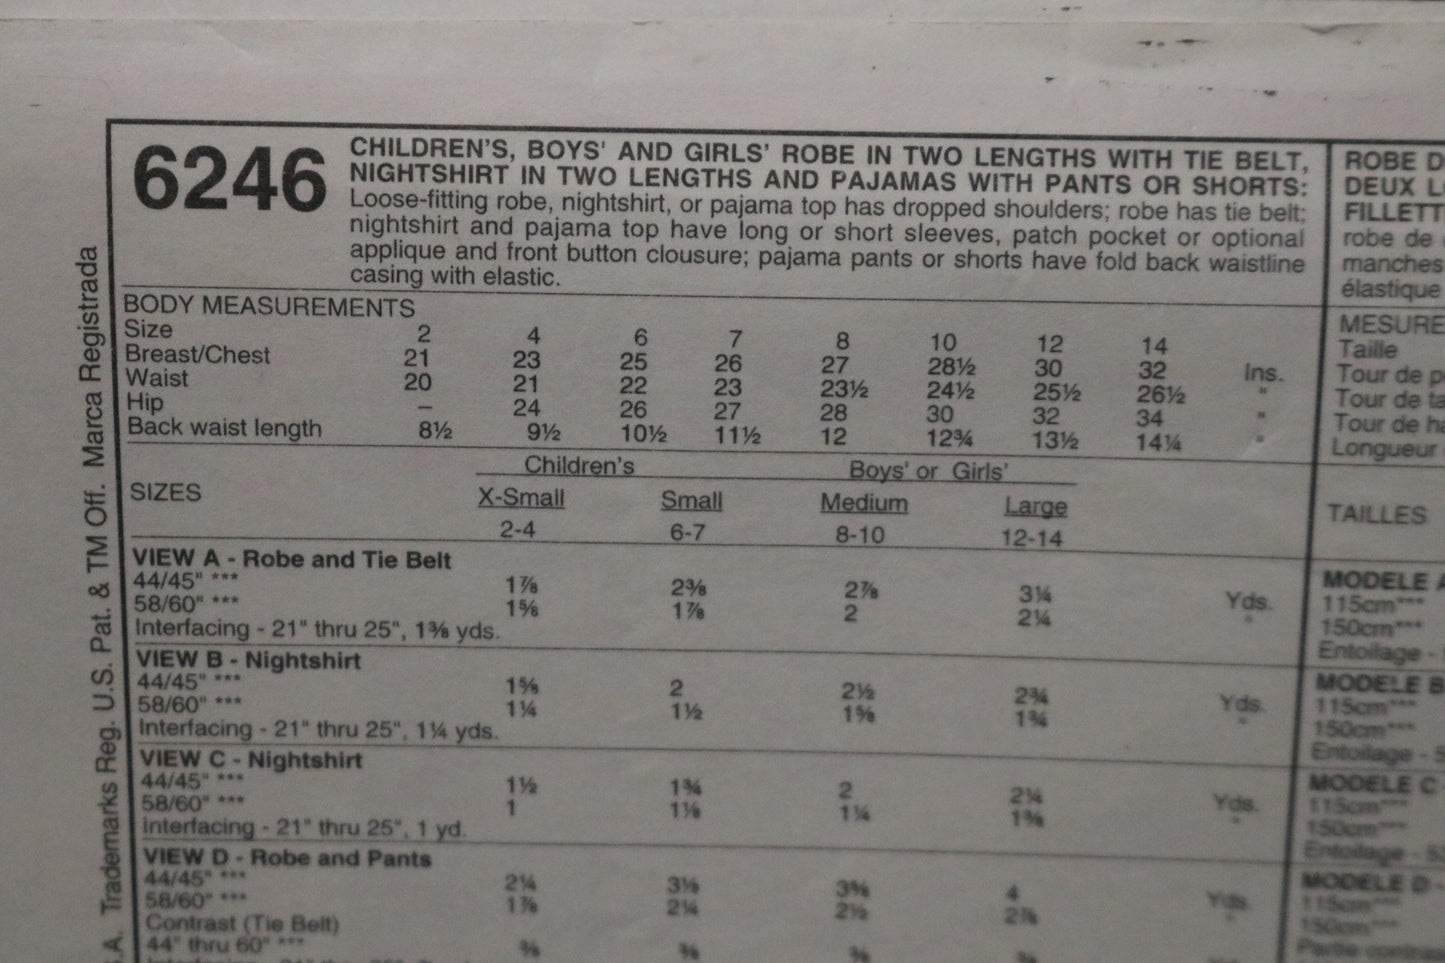 6246
CHILDREN'S, BOYS' AND GIRLS' ROBE IN TWO LENGTHS WITH TIE BELT,
NIGHTSHIRT IN TWO LENGTHS AND PAJAMAS WITH PANTS OR SHORTS:
Loose-fitting robe, nightshirt, or pajama top has dropped shoulders; robe has tie belt;
nightshirt and pajama top have long or short sleeves, patch pocket or optional
applique and front button clousure; pajama pants or shorts have fold back waistline
casing with elastic.
BODY MEASUREMENTS
Size 2 4 6 7 8 10 12 14
Breast/Chest 21 23 25 26 27 28½ 30 32 Ins.
Waist 20 21 22 23 23½ 24½ 25½ 26½ "
Hip – 24 26 27 28 30 32 34 "
Back waist length 8½ 9½ 10½ 11½ 12 12¾ 13½ 14¼ "
Children's Boys' or Girls'
SIZES X-Small Small Medium Large
2-4 6-7 8-10 12-14
VIEW A - Robe and Tie Belt
44/45" *** 1⅞ 2⅜ 2⅞ 3¼ Yds.
58/60" *** 1⅝ 1⅞ 2 2¼ "
Interfacing - 21" thru 25", 1⅜ yds.
VIEW B - Nightshirt
44/45" *** 1⅝ 2 2½ 2¾ Yds.
58/60" *** 1¼ 1½ 1⅝ 1¾ "
Interfacing - 21" thru 25", 1¼ yds.
VIEW C - Nightshirt
44/45" *** 1½ 1¾ 2 2¼ Yds.
58/60" *** 1 1⅛ 1¼ 1⅜ "
Interfacing - 21" thru 25", 1 yd.
VIEW D - Robe and Pants
44/45" *** 2¼ 3⅛ 4 Yds.
58/60" *** 1⅞ 2¼ 2½ 2⅞ "
Contrast (Tie Belt)
44" thru 60" ***
ROBE D
DEUX L
FILLETT
robe de
manches
élastique
MESURE
Taille
Tour de p
Tour de ta
Tour de ha
Longueur
TAILLES
MODELE A
115cm***
150cm***
Entoilage -
MODELE B
115cm***
150cm***
Entoilage - 5
MODELE C
115cm***
150cm***
Entoilage - 5
MODELE D -
115cm***
150cm***
Partie contras
.A. Trademarks Reg. U.S. Pat. & TM Off. Marca Registrada